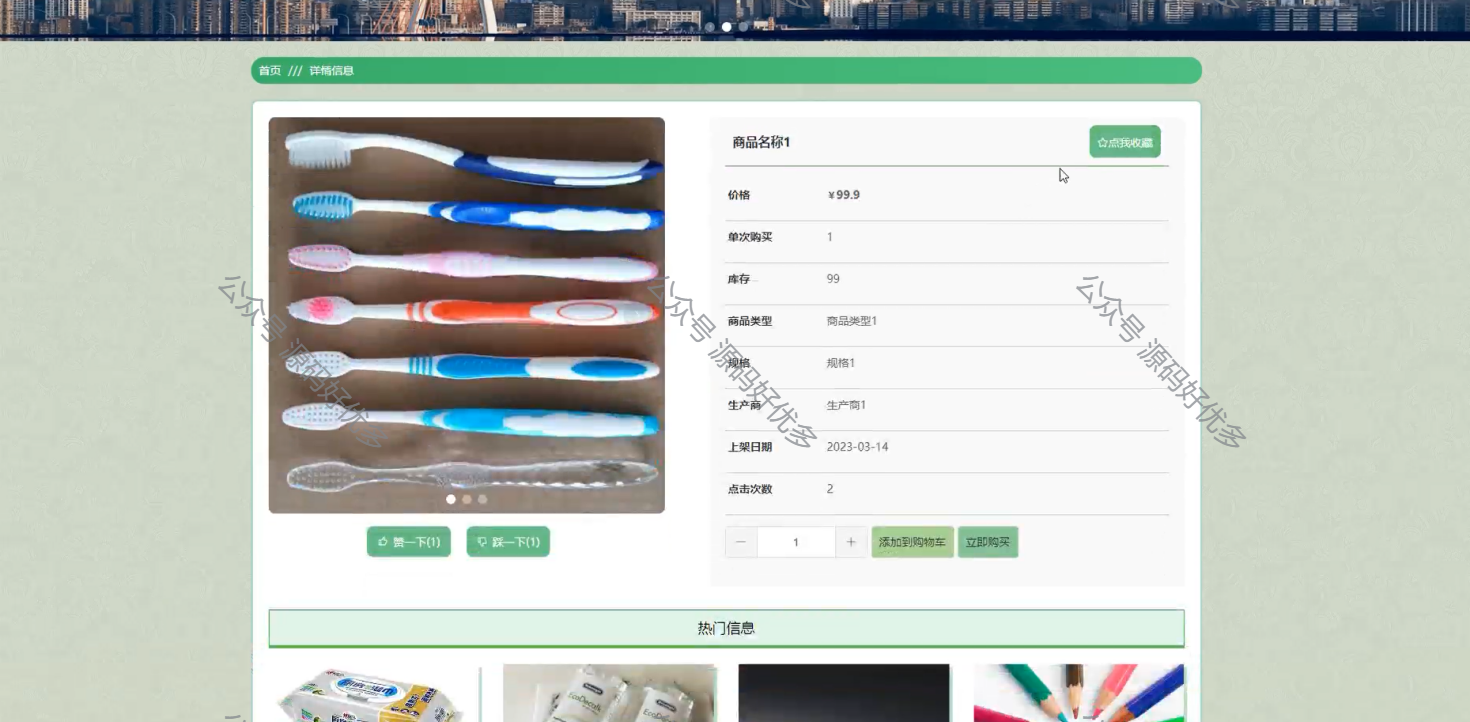 首页 /// 详情信息
商品名称1
☆点我收藏
价格 ¥99.9
单次购买 1
库存 99
商品类型 商品类型1
规格 规格1
生产商 生产商1
上架日期 2023-03-14
点击次数 2
赞一下(1) 踩一下(1)
— 1 + 添加到购物车 立即购买
热门信息
公众号 源码好优多
公众号 源码好优多
公众号 源码好优多